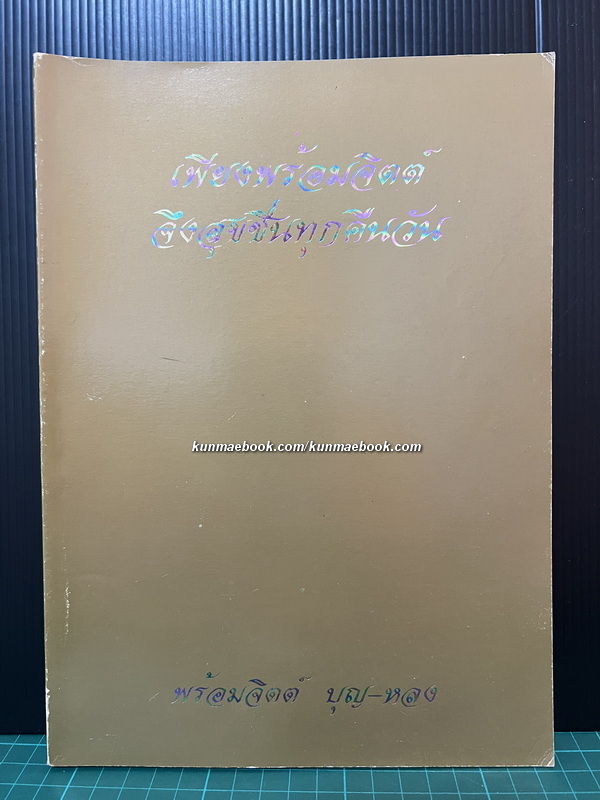 เพียงพร้อมจิตต์
จึงสุขชื่นทุกคืนวัน
kunmaebook.com/kunmaebook.com
พร้อมจิตต์ บุญ-หลง